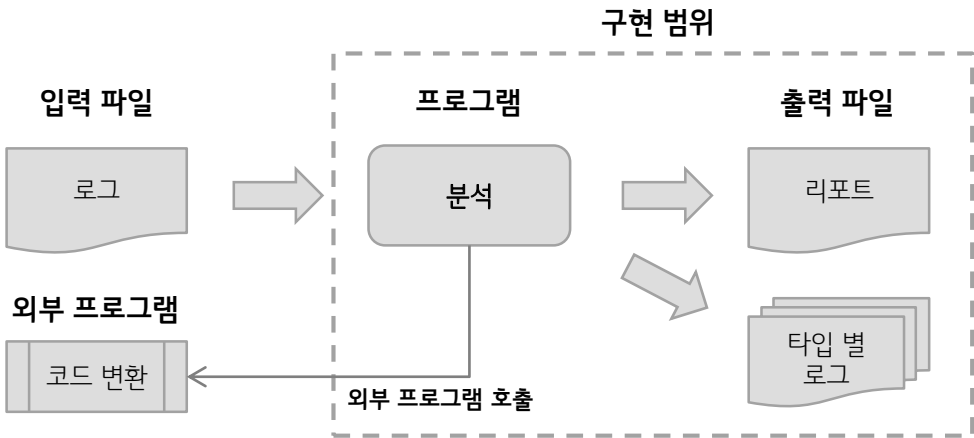 구현 범위
입력 파일
프로그램
출력 파일
로그
분석
리포트
외부 프로그램
코드 변환
타입 별
로그
외부 프로그램 호출